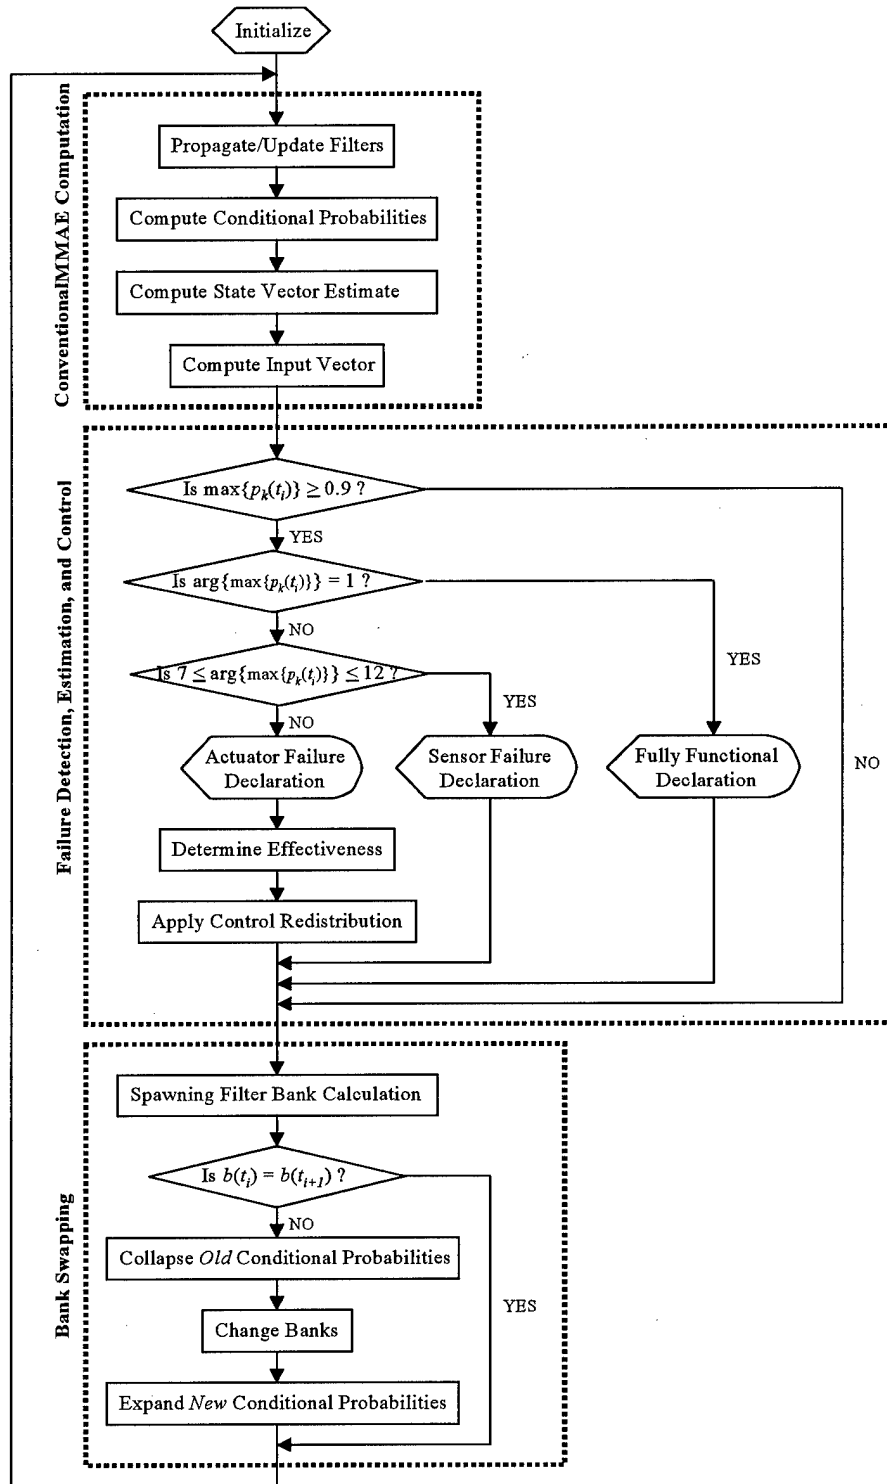 Initialize
ConventionalMMAE Computation
Propagate/Update Filters
Compute Conditional Probabilities
Compute State Vector Estimate
Compute Input Vector
Failure Detection, Estimation, and Control
Is max{p_k(t_i)} ≥ 0.9 ?
YES
Is arg{max{p_k(t_i)}} = 1 ?
NO
YES
Is 7 ≤ arg{max{p_k(t_i)}} ≤ 12 ?
YES
NO
NO
Actuator Failure
Declaration
Sensor Failure
Declaration
Fully Functional
Declaration
Determine Effectiveness
Apply Control Redistribution
Bank Swapping
Spawning Filter Bank Calculation
Is b(t_i) = b(t_{i+1}) ?
NO
YES
Collapse Old Conditional Probabilities
Change Banks
Expand New Conditional Probabilities